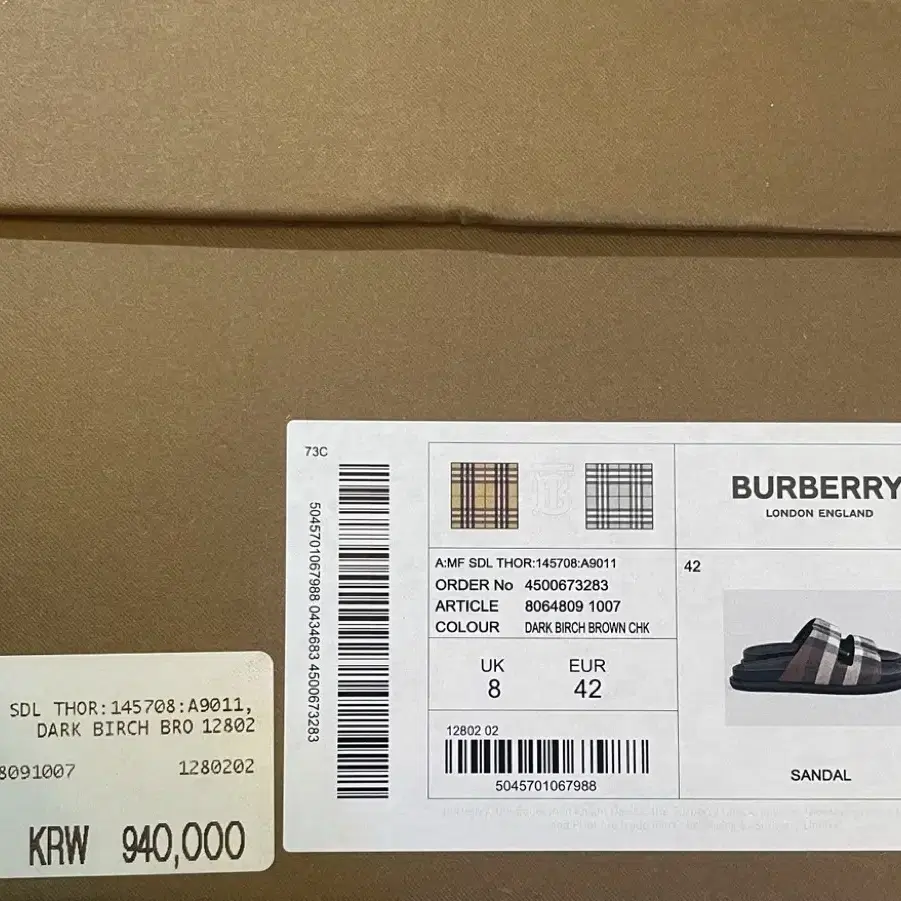 73C
5045701067988 0434683 4500673283
BURBERRY
LONDON ENGLAND
A:MF SDL THOR:145708:A9011
ORDER No 4500673283
ARTICLE 8064809 1007
COLOUR DARK BIRCH BROWN CHK
42
UK EUR
8 42
12802 02
5045701067988
SANDAL
SDL THOR:145708:A9011,
DARK BIRCH BRO 12802
8091007 1280202
KRW 940,000